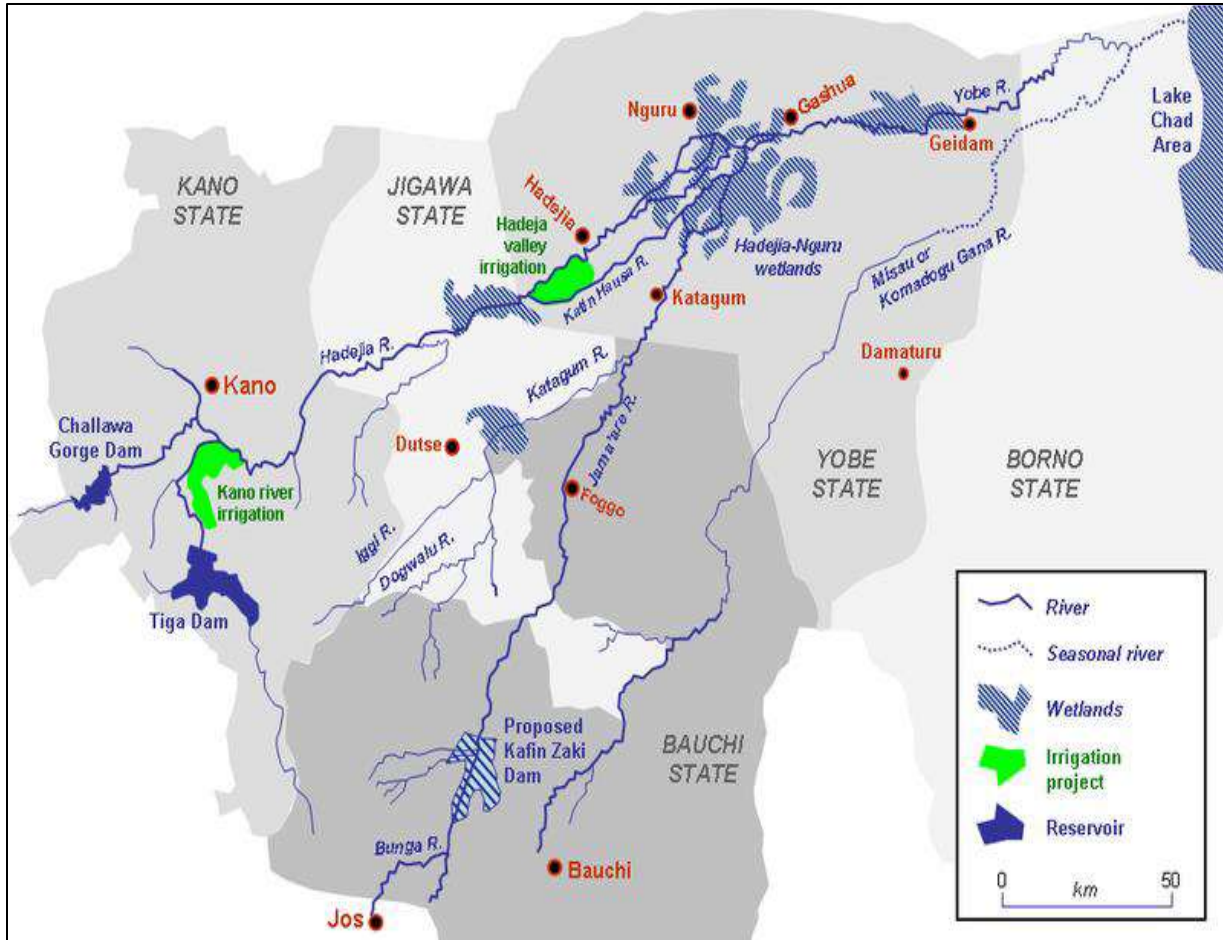 Nguru
Gashua
Yobe R.
Geidam
Lake
Chad
Area
KANO
STATE
JIGAWA
STATE
Hadejia
Hadeja
valley
irrigation
Hadejia-Nguru
wetlands
Katin Hausa R.
Katagum
Misau or
Komadogu Gana R.
Hadejia R.
Kano
Katagum R.
Damaturu
Challawa
Gorge Dam
Dutse
Juma'are R.
YOBE
STATE
BORNO
STATE
Kano river
irrigation
Foggo
Iggi R.
Dogwalu R.
Tiga Dam
Proposed
Kafin Zaki
Dam
BAUCHI
STATE
Bunga R.
Bauchi
Jos
River
Seasonal river
Wetlands
Irrigation
project
Reservoir
0 50
km